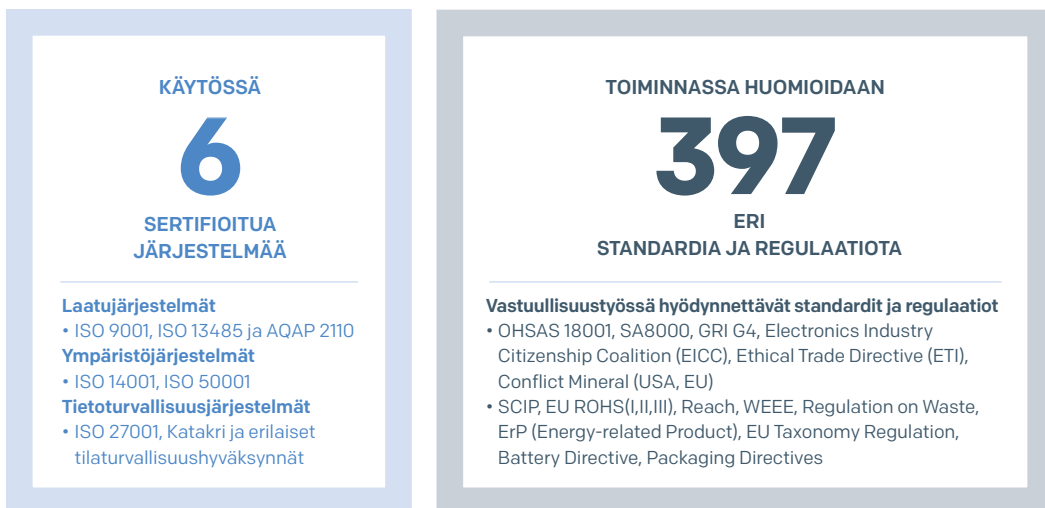 KÄYTÖSSÄ
6
SERTIFIOITUA
JÄRJESTELMÄÄ
Laatujärjestelmät
• ISO 9001, ISO 13485 ja AQAP 2110
Ympäristöjärjestelmät
• ISO 14001, ISO 50001
Tietoturvallisuusjärjestelmät
• ISO 27001, Katakri ja erilaiset
tilaturvallisuushyväksynnät
TOIMINNASSA HUOMIOIDAAN
397
ERI
STANDARDIA JA REGULAATIOTA
Vastuullisuustyössä hyödynnettävät standardit ja regulaatiot
• OHSAS 18001, SA8000, GRI G4, Electronics Industry
Citizenship Coalition (EICC), Ethical Trade Directive (ETI),
Conflict Mineral (USA, EU)
• SCIP, EU ROHS(I,II,III), Reach, WEEE, Regulation on Waste,
ErP (Energy-related Product), EU Taxonomy Regulation,
Battery Directive, Packaging Directives